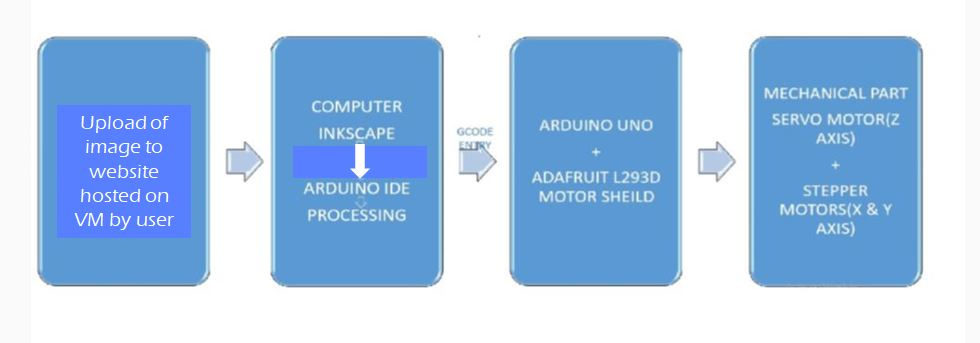 Upload of
image to
website
hosted on
VM by user
COMPUTER
INKSCAPE
ARDUINO IDE
PROCESSING
GCODE
ENTRY
ARDUINO UNO
+
ADAFRUIT L293D
MOTOR SHEILD
MECHANICAL PART
SERVO MOTOR(Z
AXIS)
+
STEPPER
MOTORS(X & Y
AXIS)